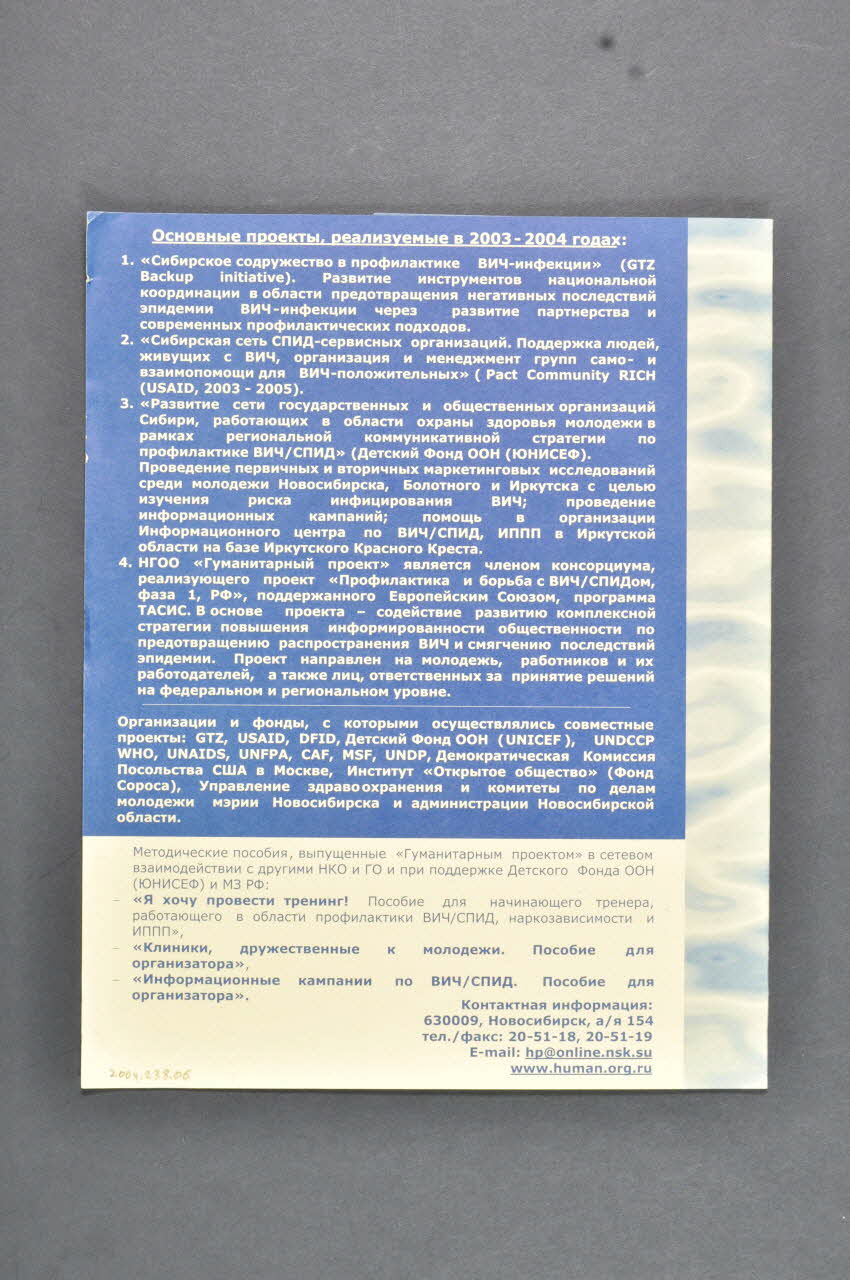 Основные проекты, реализуемые в 2003 - 2004 годах:
1. «Сибирское содружество в профилактике ВИЧ-инфекции» (GTZ
Backup initiative). Развитие инструментов национальной
координации в области предотвращения негативных последствий
эпидемии ВИЧ-инфекции через развитие партнерства и
современных профилактических подходов.
2. «Сибирская сеть СПИД-сервисных организаций. Поддержка людей,
живущих с ВИЧ, организация и менеджмент групп само- и
взаимопомощи для ВИЧ-положительных» ( Pact Community RICH
(USAID, 2003 - 2005).
3. «Развитие сети государственных и общественных организаций
Сибири, работающих в области охраны здоровья молодежи в
рамках региональной коммуникативной стратегии по
профилактике ВИЧ/СПИД» (Детский Фонд ООН (ЮНИСЕФ).
Проведение первичных и вторичных маркетинговых исследований
среди молодежи Новосибирска, Болотного и Иркутска с целью
изучения риска инфицирования ВИЧ; проведение
информационных кампаний; помощь в организации
Информационного центра по ВИЧ/СПИД, ИППП в Иркутской
области на базе Иркутского Красного Креста.
4. НГОО «Гуманитарный проект» является членом консорциума,
реализующего проект «Профилактика и борьба с ВИЧ/СПИДом,
фаза 1, РФ», поддержанного Европейским Союзом, программа
ТАСИС. В основе проекта – содействие развитию комплексной
стратегии повышения информированности общественности по
предотвращению распространения ВИЧ и смягчению последствий
эпидемии. Проект направлен на молодежь, работников и их
работодателей, а также лиц, ответственных за принятие решений
на федеральном и региональном уровне.
Организации и фонды, с которыми осуществлялись совместные
проекты: GTZ, USAID, DFID, Детский Фонд ООН (UNICEF), UNDCCP
WHO, UNAIDS, UNFPA, CAF, MSF, UNDP, Демократическая Комиссия
Посольства США в Москве, Институт «Открытое общество» (Фонд
Сороса), Управление здравоохранения и комитеты по делам
молодежи мэрии Новосибирска и администрации Новосибирской
области.
Методические пособия, выпущенные «Гуманитарным проектом» в сетевом
взаимодействии с другими НКО и ГО и при поддержке Детского Фонда ООН
(ЮНИСЕФ) и МЗ РФ:
– «Я хочу провести тренинг! Пособие для начинающего тренера,
работающего в области профилактики ВИЧ/СПИД, наркозависимости и
ИППП»,
– «Клиники, дружественные к молодежи. Пособие для
организатора»,
– «Информационные кампании по ВИЧ/СПИД. Пособие для
организатора».
Контактная информация:
630009, Новосибирск, а/я 154
тел./факс: 20-51-18, 20-51-19
E-mail: hp@online.nsk.su
www.human.org.ru
2004.238.06